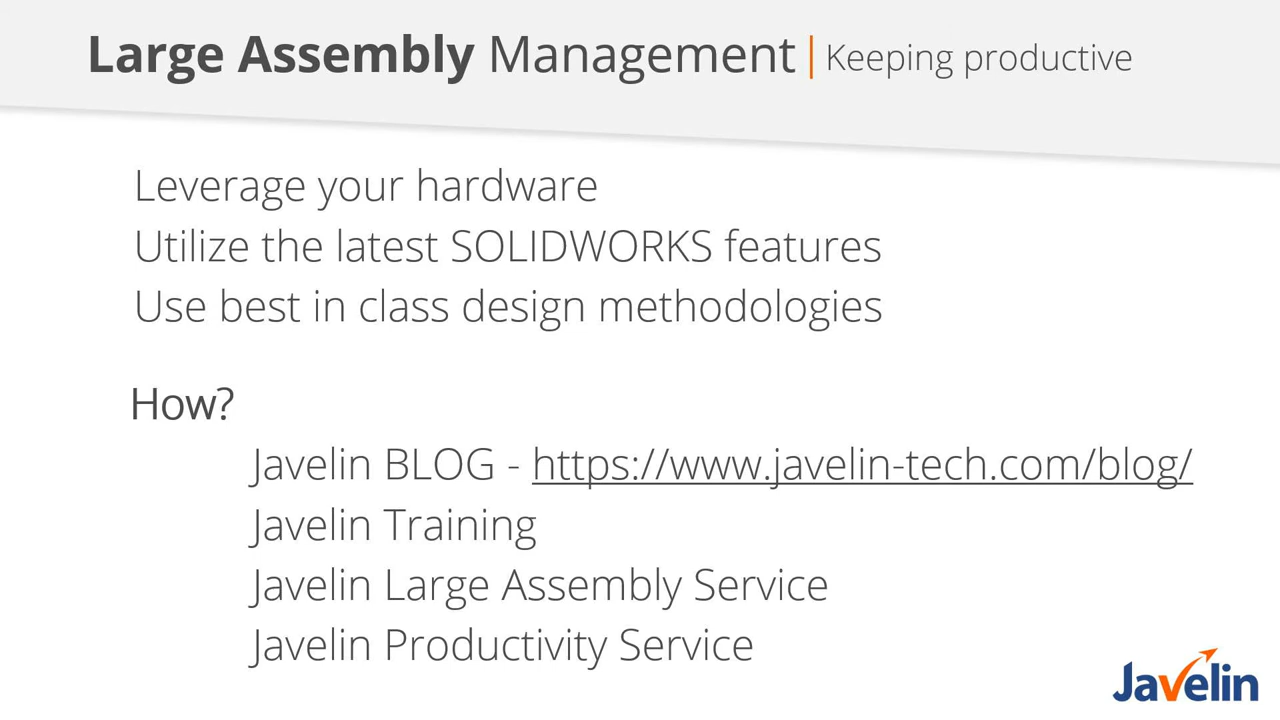 Large Assembly Management | Keeping productive
Leverage your hardware
Utilize the latest SOLIDWORKS features
Use best in class design methodologies
How?
Javelin BLOG - https://www.javelin-tech.com/blog/
Javelin Training
Javelin Large Assembly Service
Javelin Productivity Service
Javelin